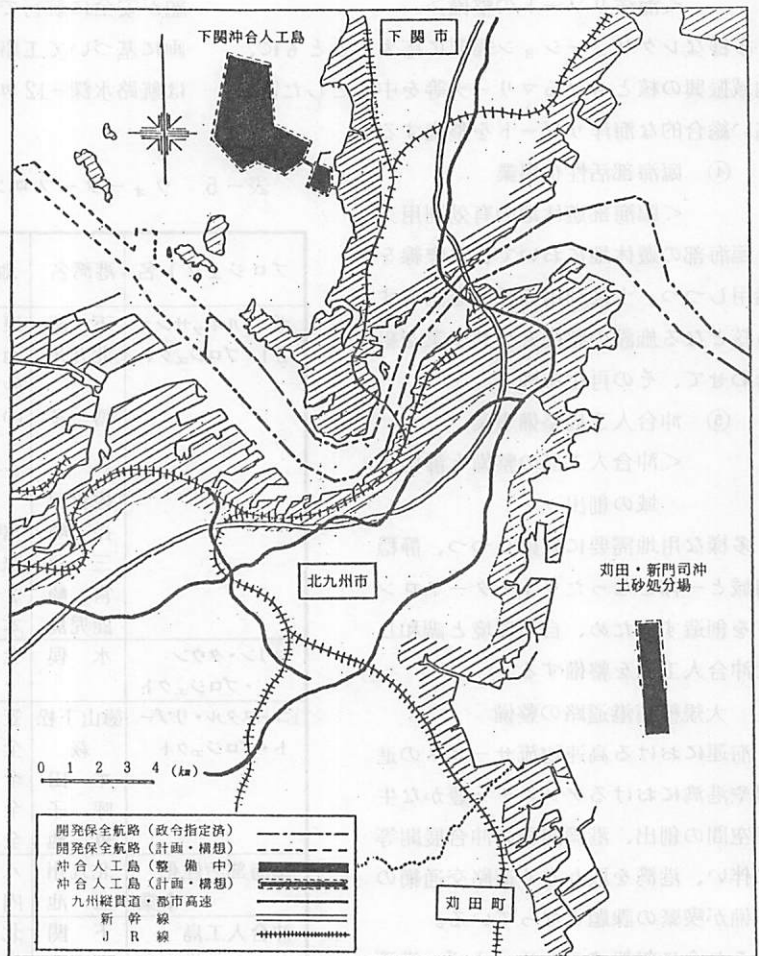 下関沖合人工島
下関市
北九州市
苅田・新門司沖
土砂処分場
苅田町
0 1 2 3 4 (㎞)
開発保全航路(政令指定済)
開発保全航路(計画・構想)
沖合人工島(整備中)
沖合人工島(計画・構想)
九州縦貫道・都市高速
新幹線
JR線